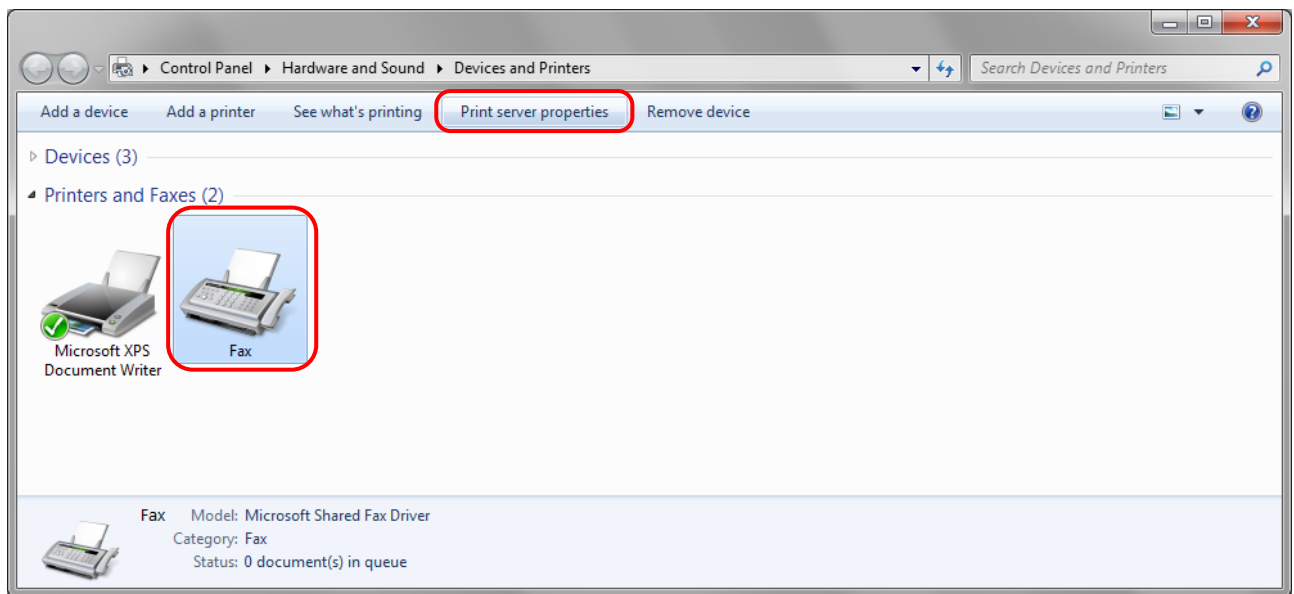 Control Panel ▸ Hardware and Sound ▸ Devices and Printers
Search Devices and Printers
Add a device Add a printer See what's printing Print server properties Remove device
Devices (3)
Printers and Faxes (2)
Microsoft XPS
Document Writer
Fax
Fax Model: Microsoft Shared Fax Driver
Category: Fax
Status: 0 document(s) in queue